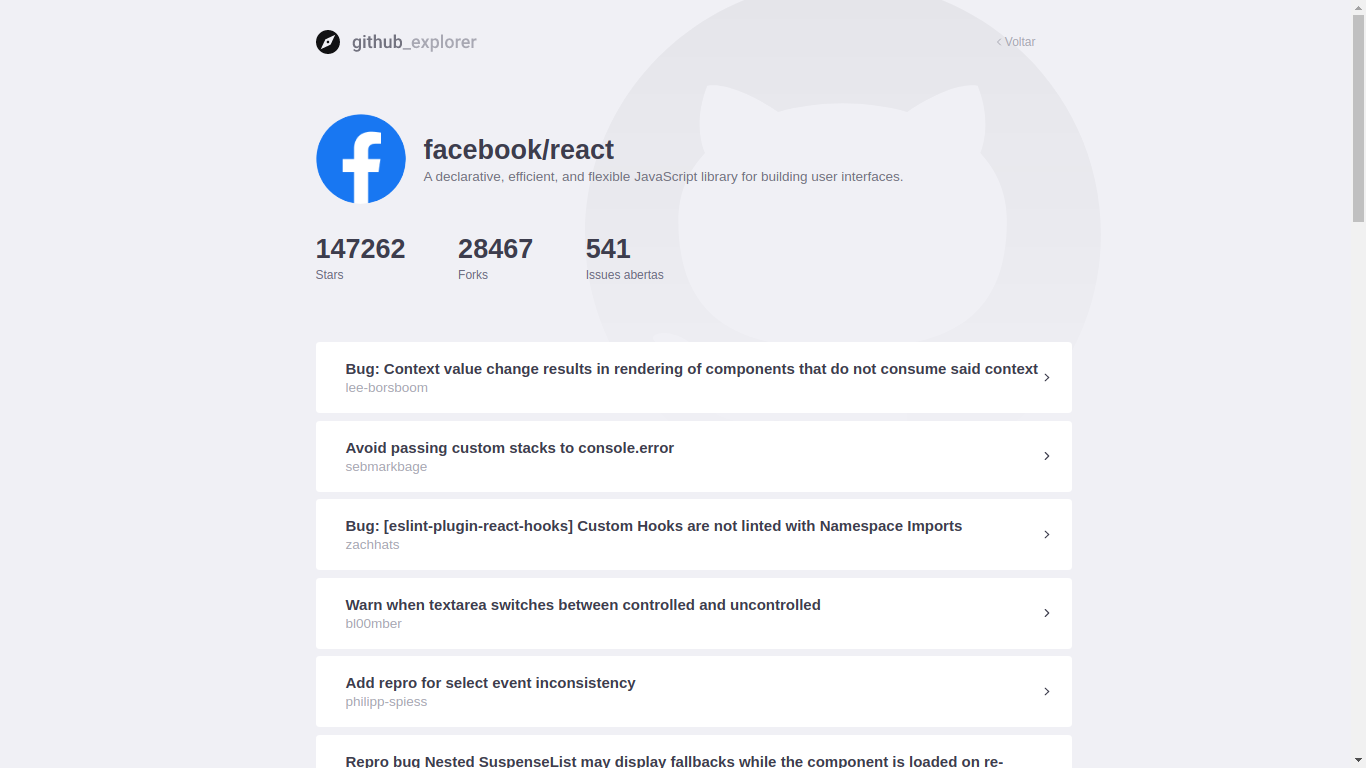 github_explorer
Voltar
facebook/react
A declarative, efficient, and flexible JavaScript library for building user interfaces.
147262
28467
541
Stars
Forks
Issues abertas
Bug: Context value change results in rendering of components that do not consume said context
lee-borsboom
Avoid passing custom stacks to console.error
sebmarkbage
Bug: [eslint-plugin-react-hooks] Custom Hooks are not linted with Namespace Imports
zachhats
Warn when textarea switches between controlled and uncontrolled
bl00mber
Add repro for select event inconsistency
philipp-spiess
Repro bug Nested SuspenseList may display fallbacks while the component is loaded on re-